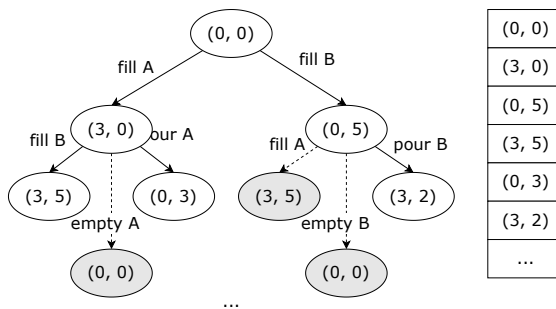 (0, 0)
fill A
fill B
(3, 0)
(0, 5)
fill B
our A
fill A
pour B
(3, 5)
(0, 3)
(3, 5)
(3, 2)
empty A
empty B
(0, 0)
(0, 0)
...
(0, 0)
(3, 0)
(0, 5)
(3, 5)
(0, 3)
(3, 2)
...